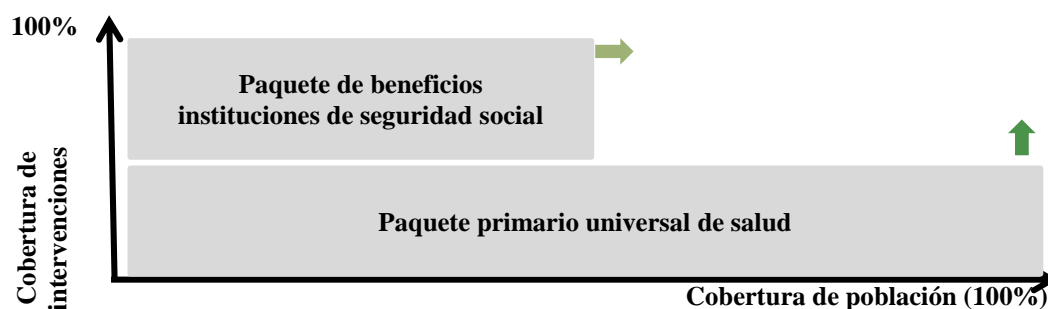 100%
Paquete de beneficios
instituciones de seguridad social
Paquete primario universal de salud
Cobertura de
intervenciones
Cobertura de población (100%)